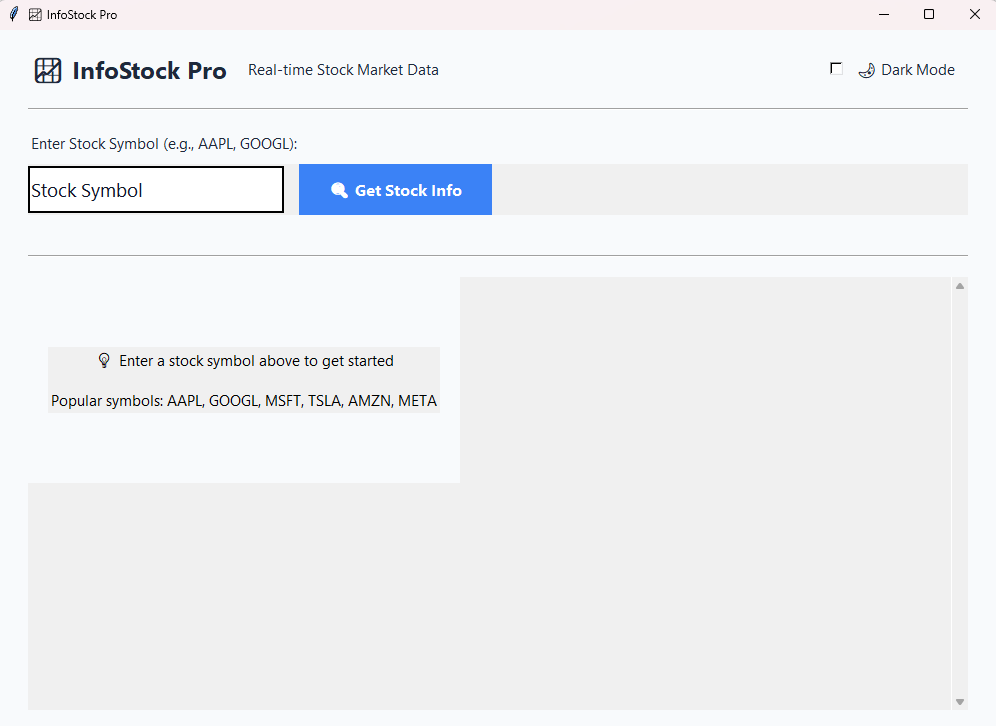 InfoStock Pro
InfoStock Pro Real-time Stock Market Data Dark Mode
Enter Stock Symbol (e.g., AAPL, GOOGL):
Stock Symbol Get Stock Info
Enter a stock symbol above to get started
Popular symbols: AAPL, GOOGL, MSFT, TSLA, AMZN, META